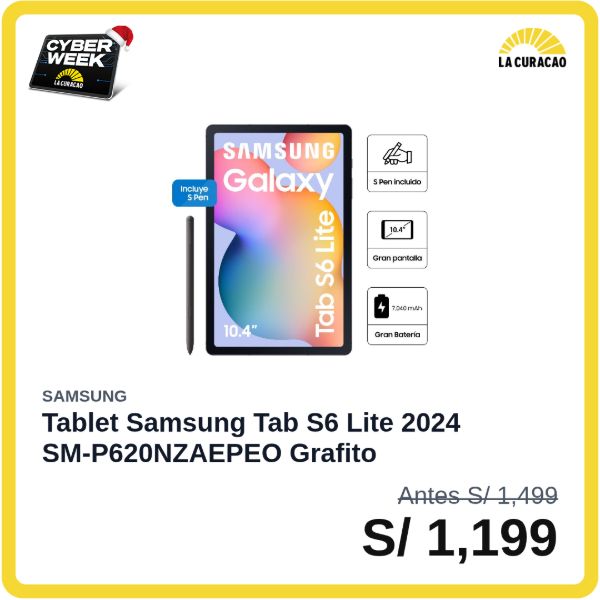 CYBER
WEEK
LA CURACAO
LA CURACAO
SAMSUNG
Galaxy
Tab S6 Lite
10.4"
Incluye
S Pen
S Pen incluido
10.4"
Gran pantalla
7,040 mAh
Gran Batería
SAMSUNG
Tablet Samsung Tab S6 Lite 2024
SM-P620NZAEPEO Grafito
Antes S/ 1,499
S/ 1,199